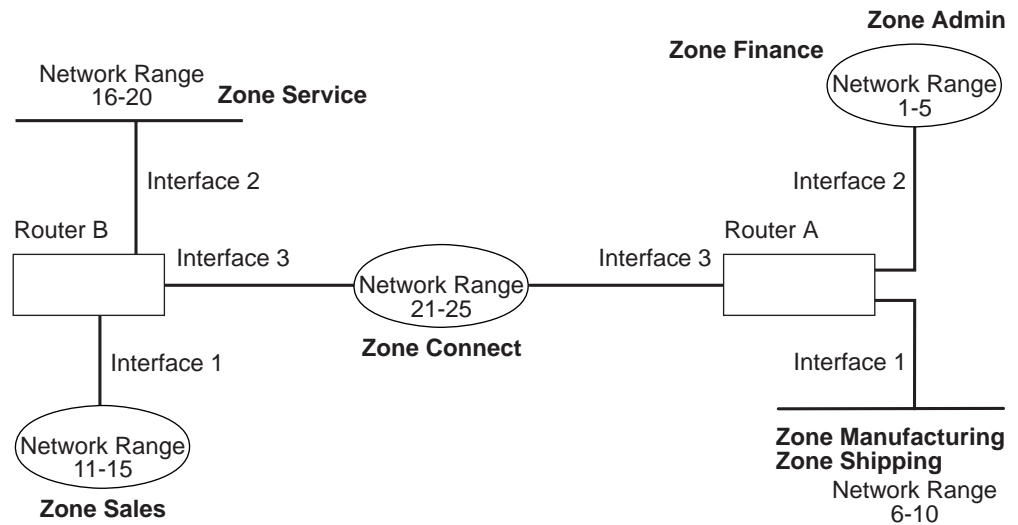 Zone Admin
Zone Finance
Network Range
16-20
Zone Service
Network Range
1-5
Interface 2
Interface 2
Router B
Router A
Interface 3
Interface 3
Network Range
21-25
Zone Connect
Interface 1
Interface 1
Network Range
11-15
Zone Sales
Zone Manufacturing
Zone Shipping
Network Range
6-10